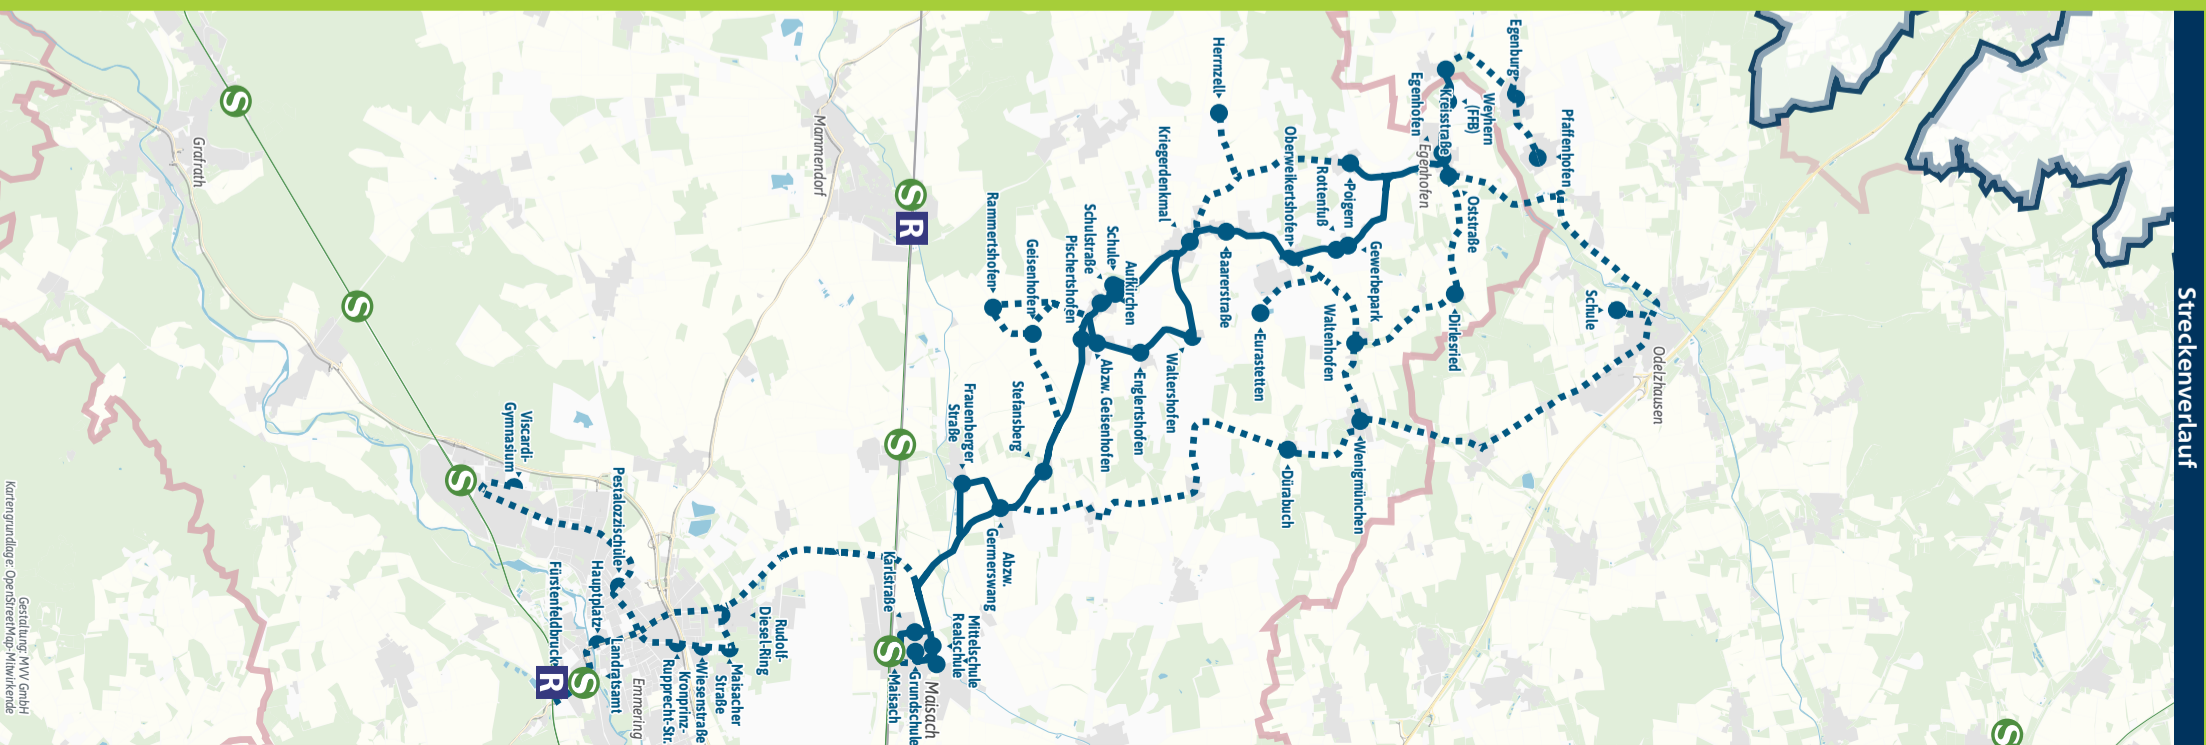 Streckenverlauf
Egenburg
Pfaffenhofen
Weyhern
(FFB)
Kreisstraße
Egenhofen
Egenhofen
Oststraße
Herrnzell
Oberweikertshofen
Rottenfuß
Poigern
Gewerbepark
Kriegerdenkmal
Baarerstraße
Schule
Odelzhausen
Dirlesried
Waltenhofen
Eurastetten
Wenigmünchen
Dürabuch
Waltershofen
Englertshofen
Abzw. Geisenhofen
Aufkirchen
Schule
Schulstraße
Pischertshofen
Geisenhofen
Rammertshofen
Stefansberg
Frauenberger
Straße
Abzw.
Germerswang
Mammendorf
S
R
S
Grafrath
S
S
S
Viscardi-
Gymnasium
Pestalozzischule
Hauptplatz
Fürstenfeldbruck
R
S
Landratsamt
Emmering
Rudolf-
Diesel-Ring
Maisacher
Straße
Wiesenstraße
Kronprinz-
Rupprecht-Str.
Karlstraße
Mittelschule
Realschule
Maisach
Grundschule
S
Maisach
S
Gestaltung: MVV GmbH
Kartengrundlage: OpenStreetMap-Mitwirkende